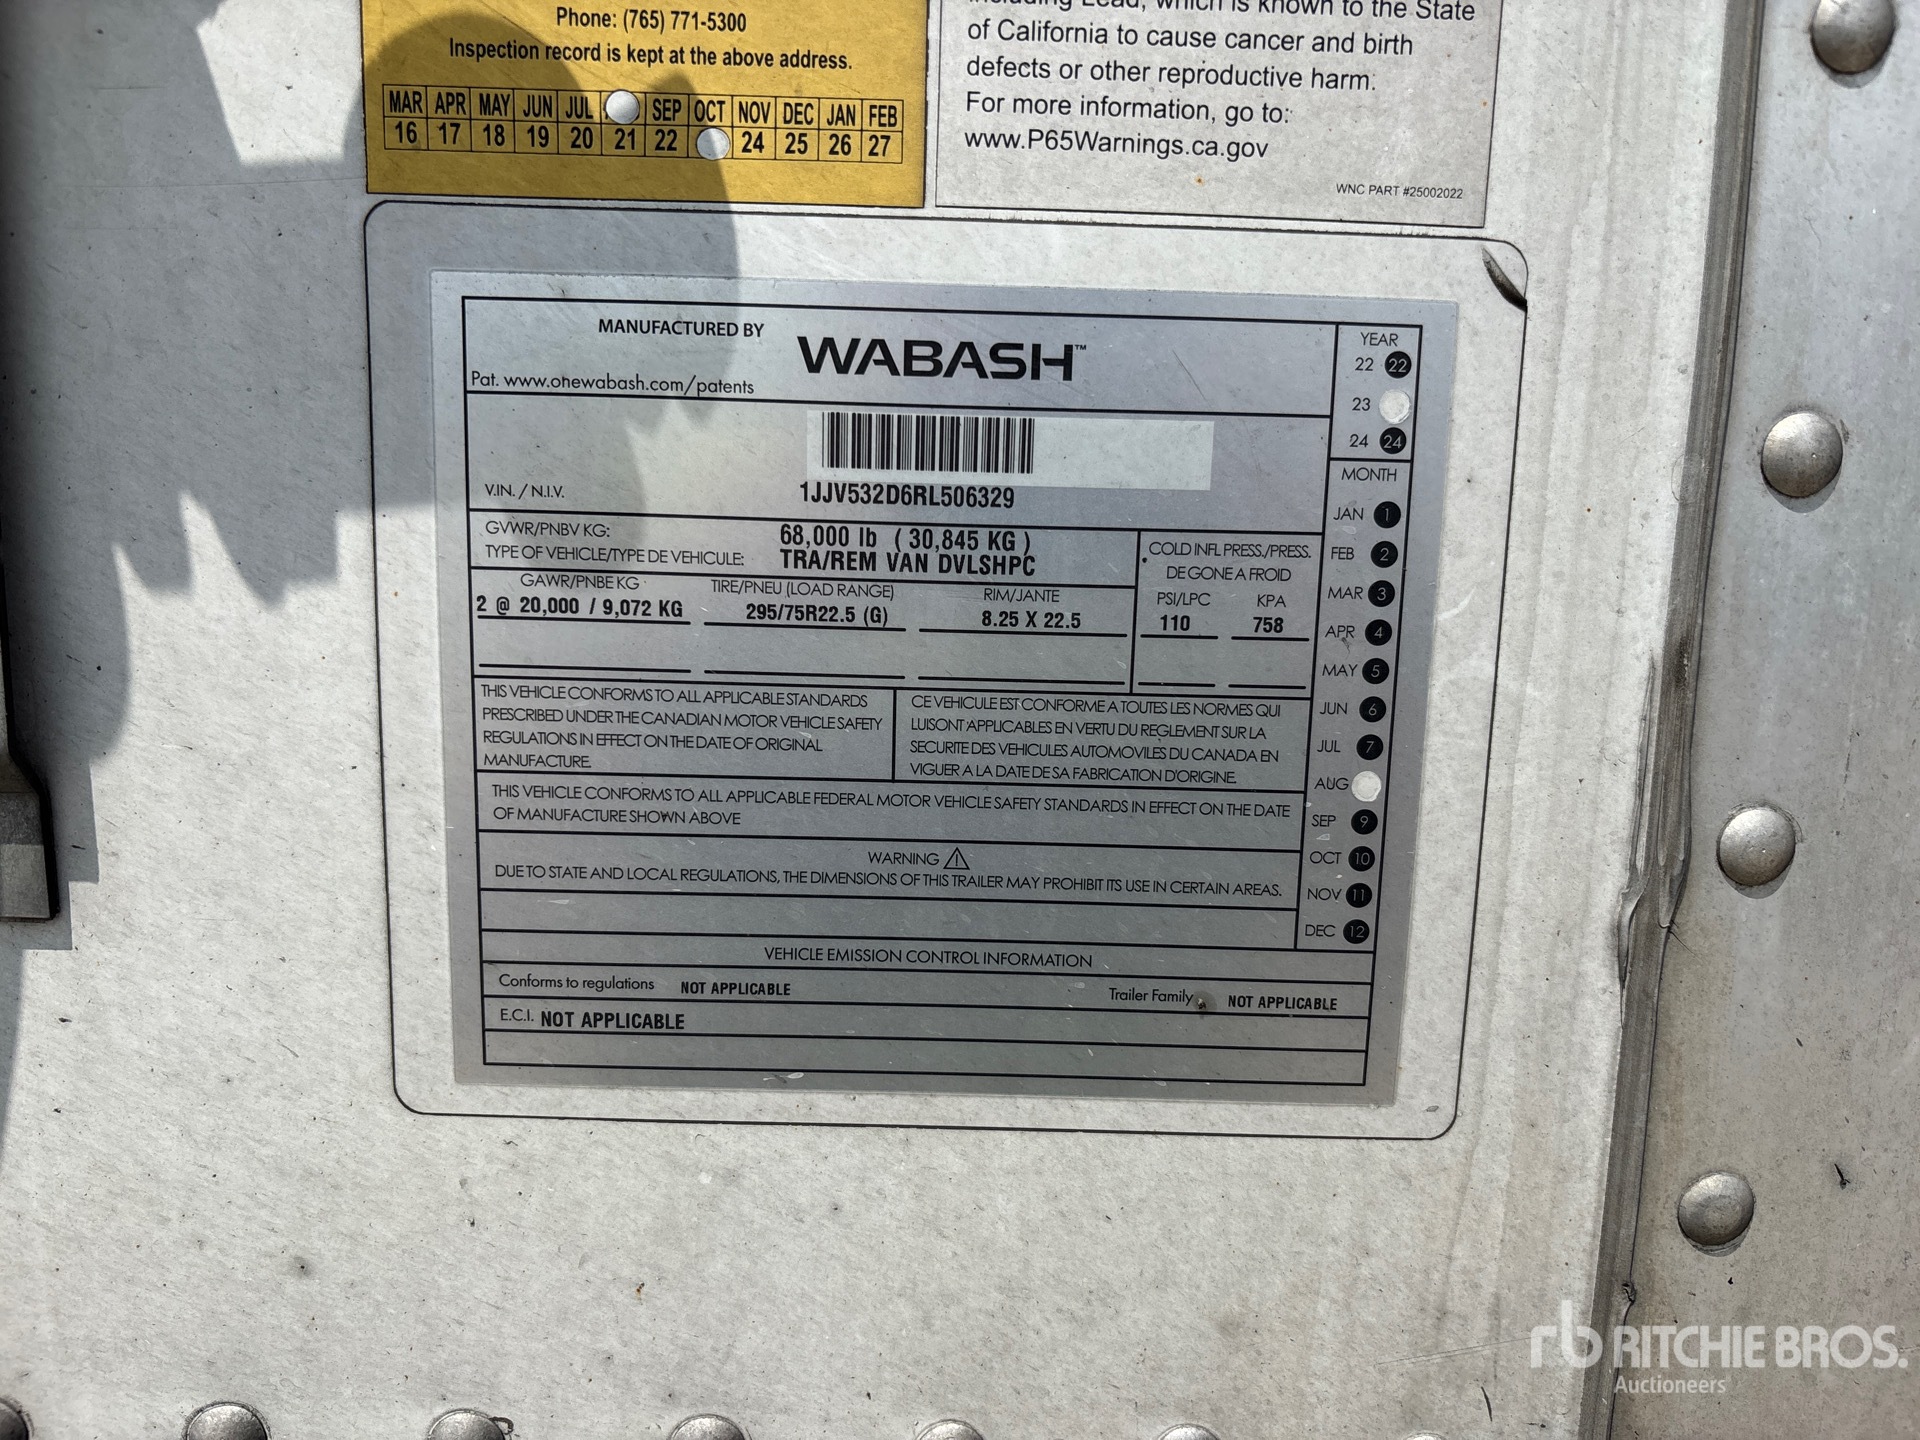 Phone: (765) 771-5300
Inspection record is kept at the above address.
MAR APR MAY JUN JUL SEP OCT NOV DEC JAN FEB
16 17 18 19 20 21 22 24 25 26 27
including Lead, which is known to the State
of California to cause cancer and birth
defects or other reproductive harm.
For more information, go to:
www.P65Warnings.ca.gov
WNC PART #25002022
MANUFACTURED BY
WABASH™
Pat. www.onewabash.com/patents
V.IN. / N.I.V.
1JJV532D6RL506329
GVWR/PNBV KG: 68,000 lb ( 30,845 KG )
TYPE OF VEHICLE/TYPE DE VEHICULE: TRA/REM VAN DVLSHPC
GAWR/PNBE KG TIRE/PNEU (LOAD RANGE) RIM/JANTE
2 @ 20,000 / 9,072 KG 295/75R22.5 (G) 8.25 X 22.5
COLD INFL PRESS./PRESS.
DE GONE A FROID
PSI/LPC KPA
110 758
THIS VEHICLE CONFORMS TO ALL APPLICABLE STANDARDS
PRESCRIBED UNDER THE CANADIAN MOTOR VEHICLE SAFETY
REGULATIONS IN EFFECT ON THE DATE OF ORIGINAL
MANUFACTURE.
CE VEHICULE EST CONFORME A TOUTES LES NORMES QUI
LUISONT APPLICABLES EN VERTU DU REGLEMENT SUR LA
SECURITE DES VEHICULES AUTOMOVILES DU CANADA EN
VIGUER A LA DATE DE SA FABRICATION D'ORIGINE.
THIS VEHICLE CONFORMS TO ALL APPLICABLE FEDERAL MOTOR VEHICLE SAFETY STANDARDS IN EFFECT ON THE DATE
OF MANUFACTURE SHOWN ABOVE
WARNING
DUE TO STATE AND LOCAL REGULATIONS, THE DIMENSIONS OF THIS TRAILER MAY PROHIBIT ITS USE IN CERTAIN AREAS.
VEHICLE EMISSION CONTROL INFORMATION
Conforms to regulations NOT APPLICABLE Trailer Family NOT APPLICABLE
E.C.I. NOT APPLICABLE
YEAR
22 22
23
24 24
MONTH
JAN 1
FEB 2
MAR 3
APR 4
MAY 5
JUN 6
JUL 7
AUG
SEP 9
OCT 10
NOV 11
DEC 12
rb RITCHIE BROS.
Auctioneers